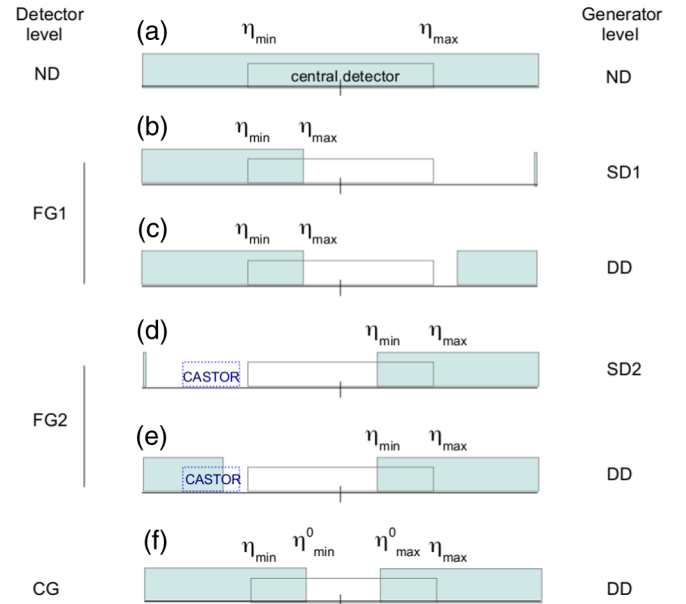 Detector level
Generator level
(a)
ηmin ηmax
ND
central detector
ND
(b)
ηmin ηmax
SD1
FG1
(c)
ηmin ηmax
DD
(d)
ηmin ηmax
CASTOR
SD2
FG2
(e)
ηmin ηmax
CASTOR
DD
(f)
ηmin η0min η0max ηmax
CG
DD